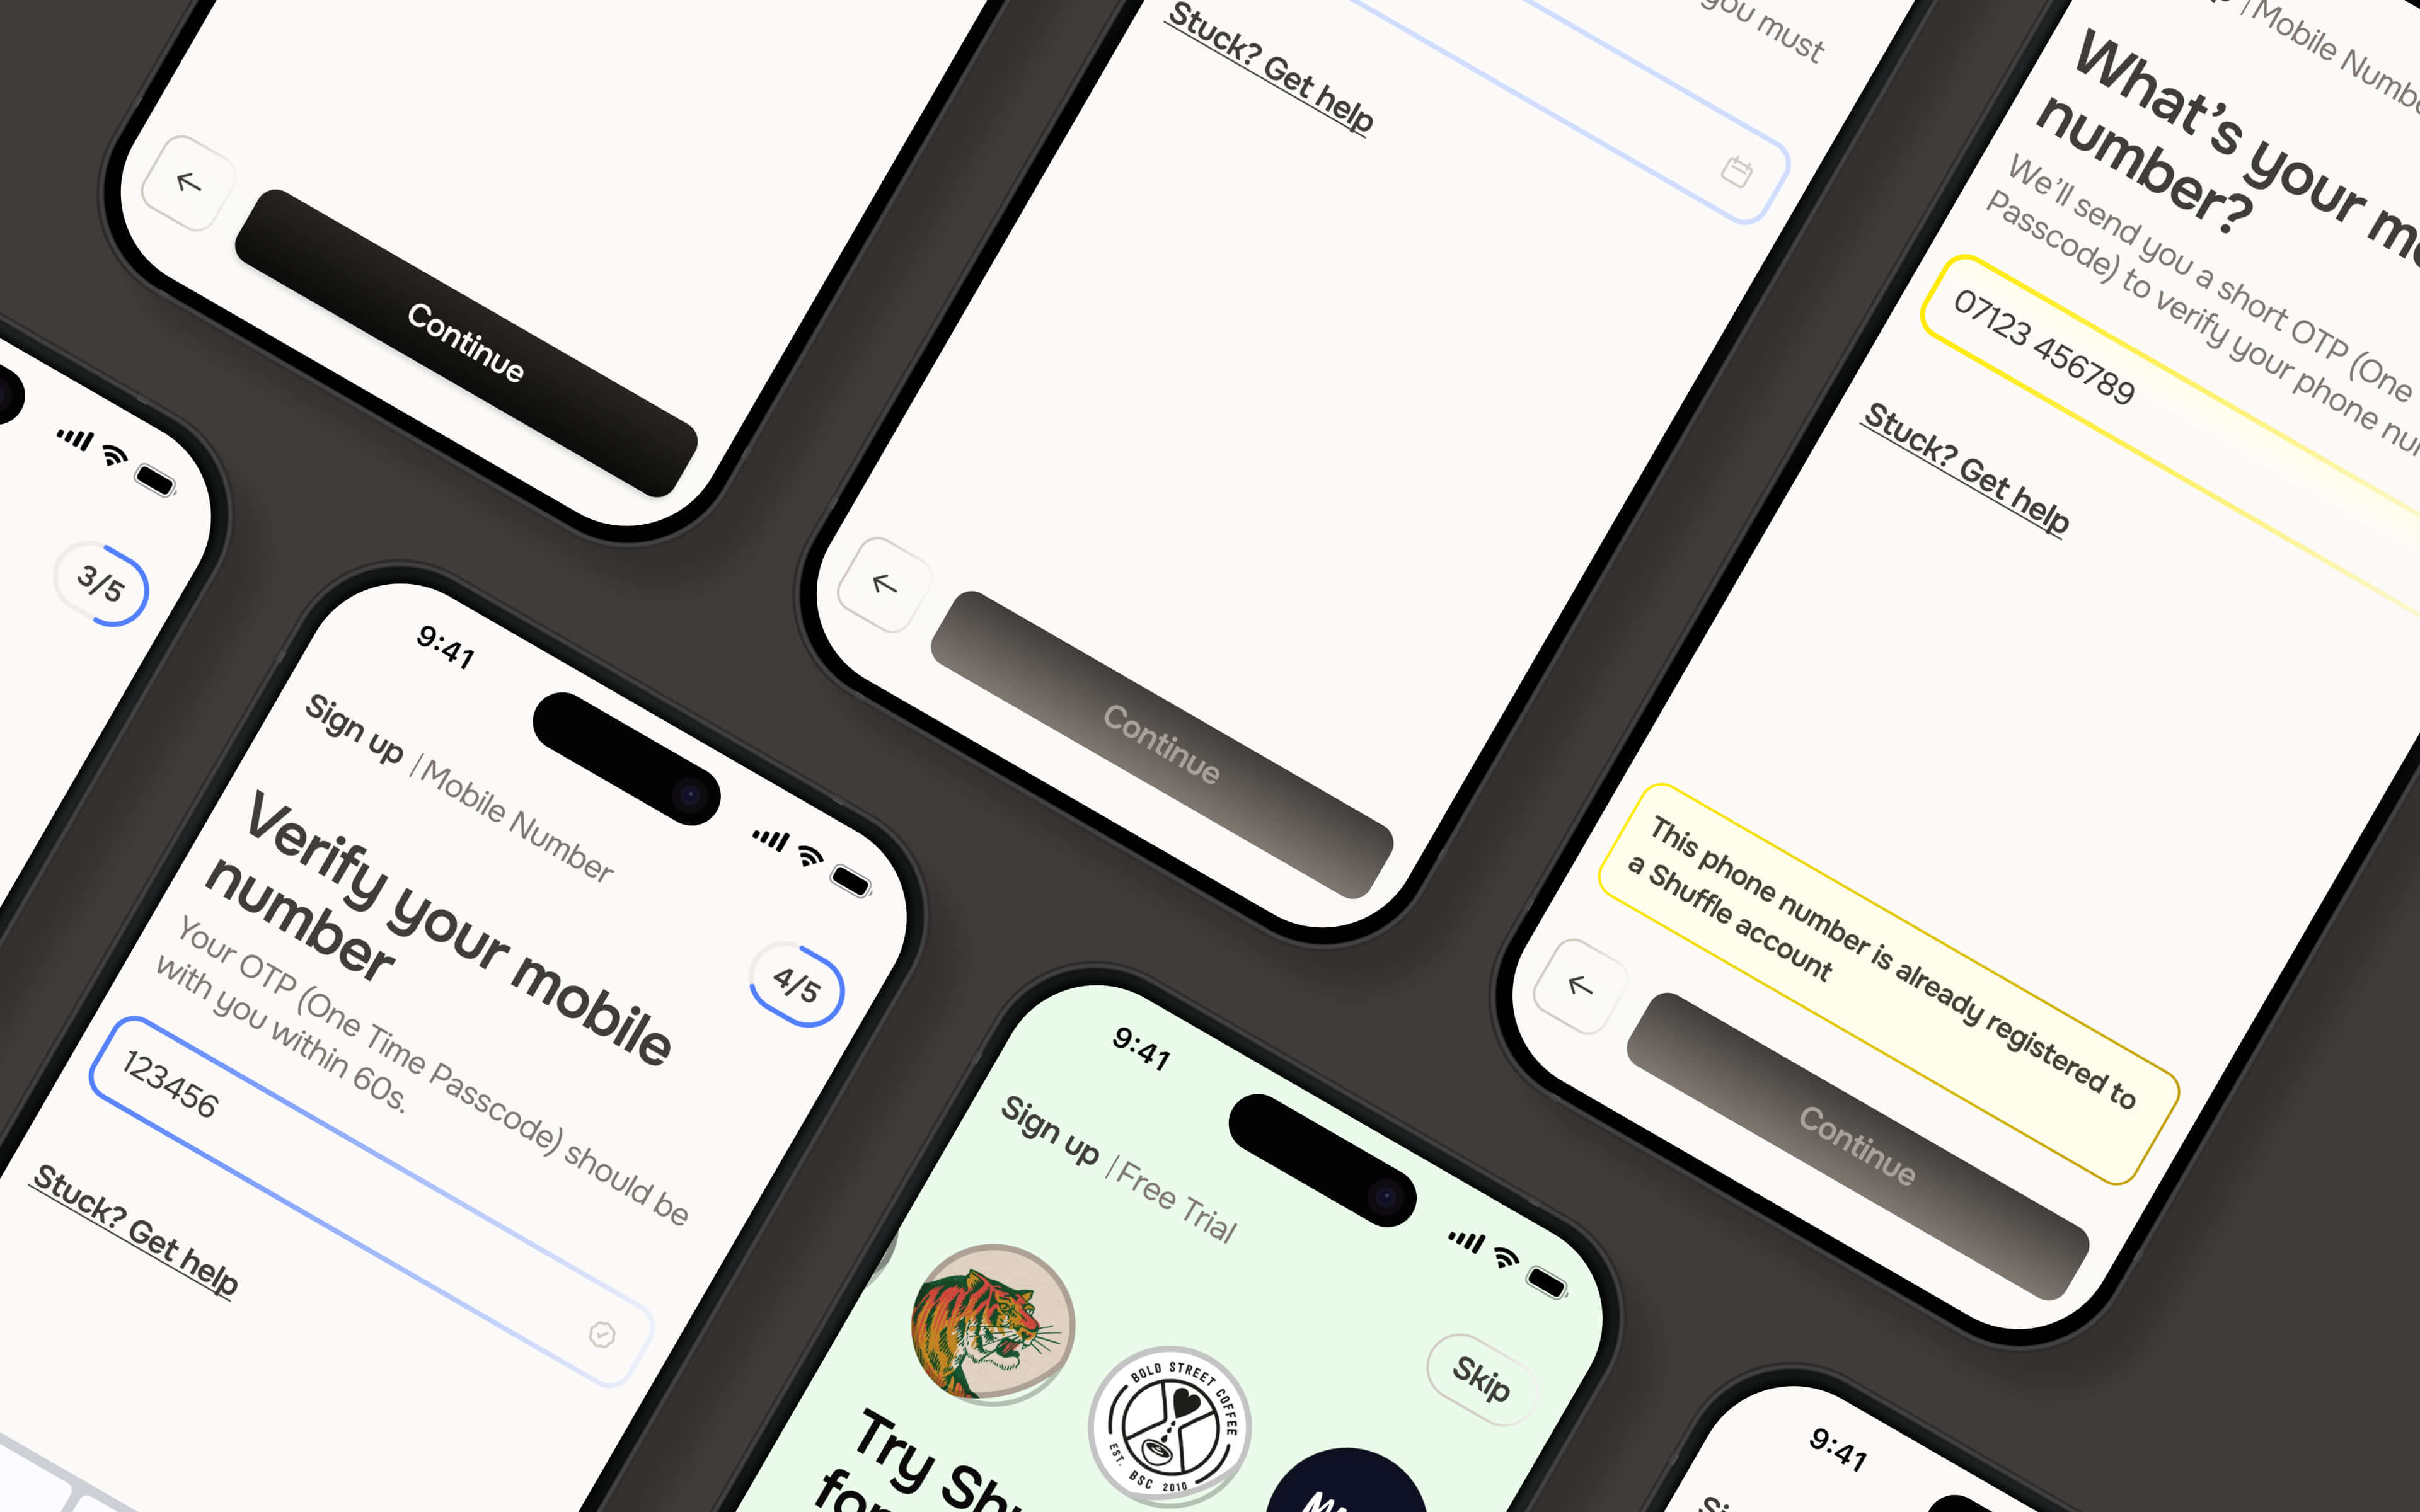 Continue
3/5
9:41
Sign up | Mobile Number
Verify your mobile
number
4/5
Your OTP (One Time Passcode) should be
with you within 60s.
123456
Stuck? Get help
you must
Stuck? Get help
Continue
9:41
Sign up | Free Trial
Skip
BOLD STREET COFFEE
EST. BSC 2010
Try
for
| Mobile
What's your
number?
We'll send you a short OTP (One
Passcode) to verify your phone
07123 456789
Stuck? Get help
This phone number is already registered to
a Shuffle account
Continue
9:41